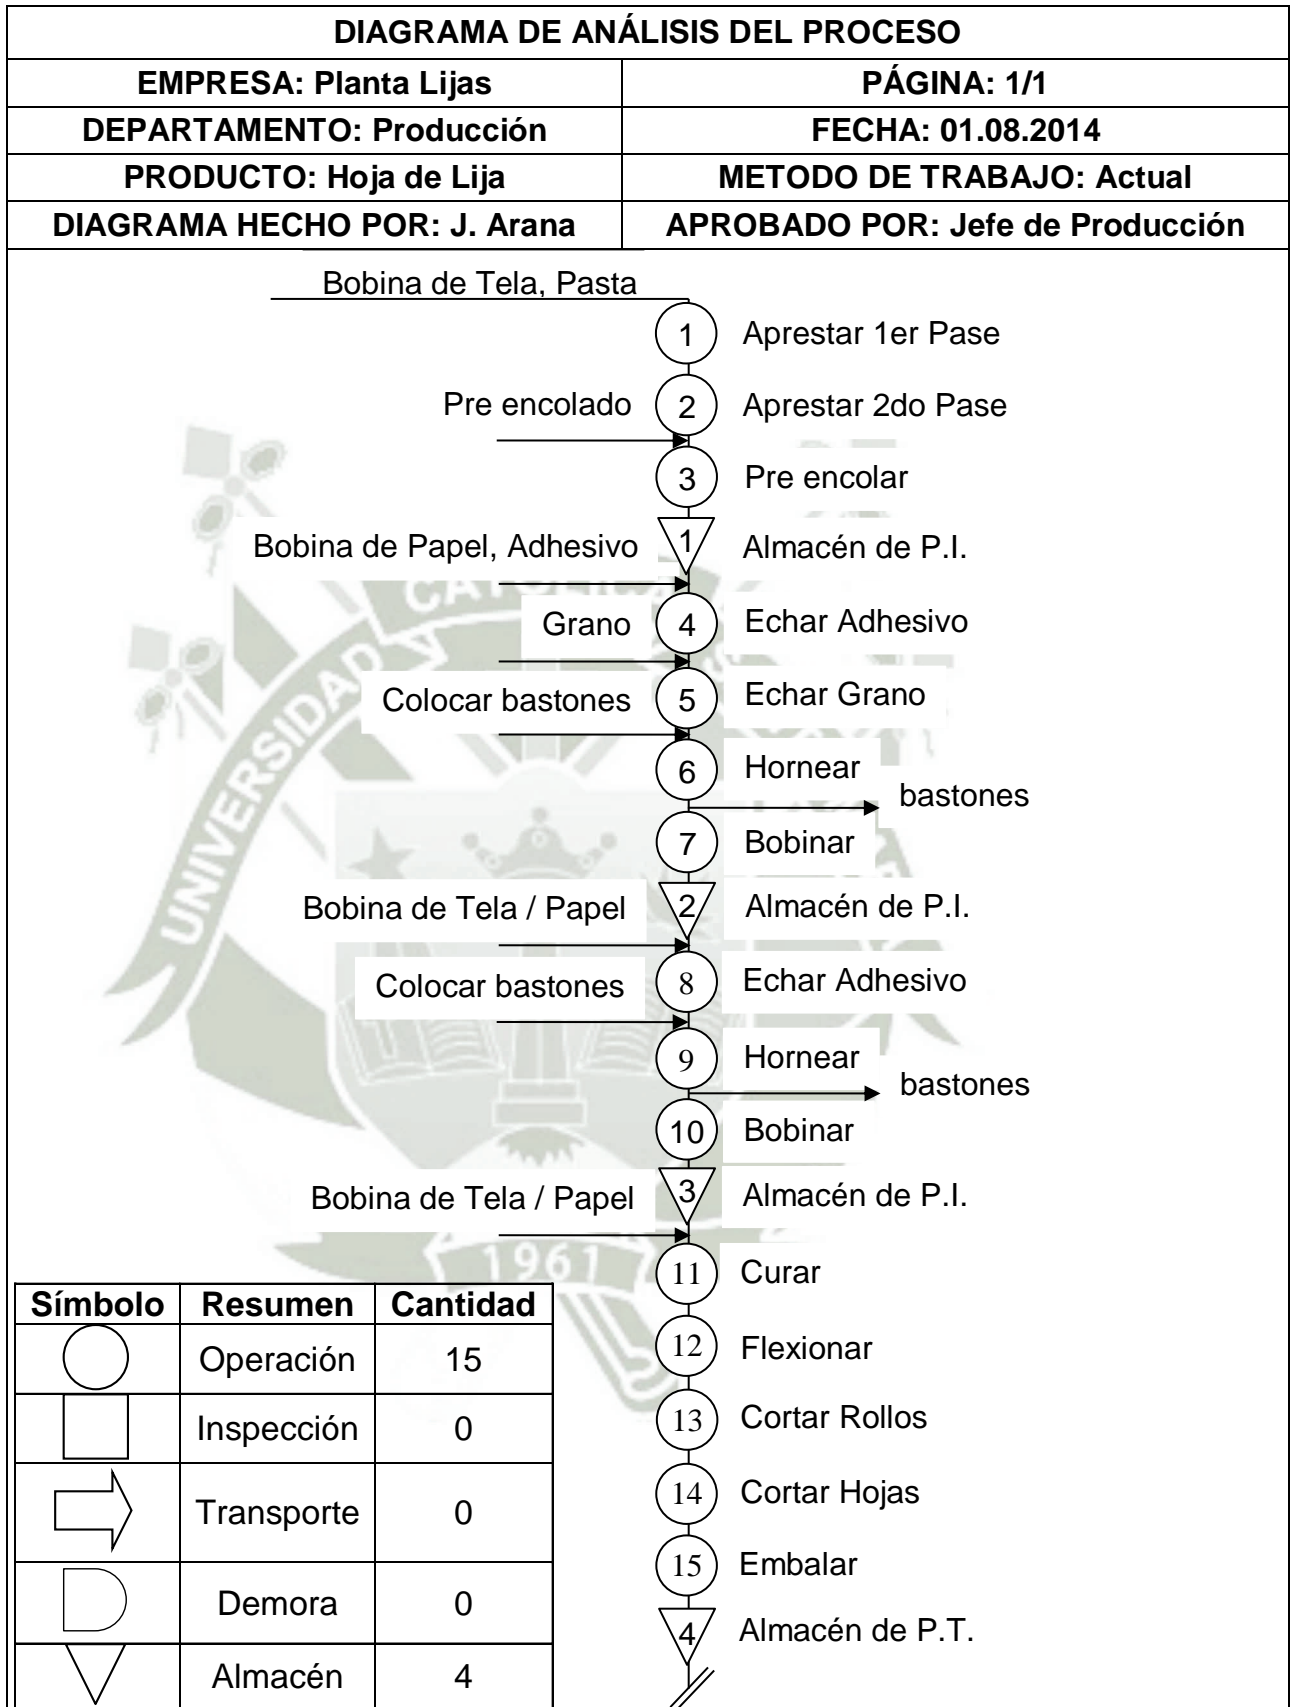 DIAGRAMA DE ANÁLISIS DEL PROCESO
EMPRESA: Planta Lijas
PÁGINA: 1/1
DEPARTAMENTO: Producción
FECHA: 01.08.2014
PRODUCTO: Hoja de Lija
METODO DE TRABAJO: Actual
DIAGRAMA HECHO POR: J. Arana
APROBADO POR: Jefe de Producción
Bobina de Tela, Pasta
1 Aprestar 1er Pase
Pre encolado
2 Aprestar 2do Pase
3 Pre encolar
Bobina de Papel, Adhesivo
1 Almacén de P.I.
Grano
4 Echar Adhesivo
Colocar bastones
5 Echar Grano
6 Hornear
bastones
7 Bobinar
Bobina de Tela / Papel
2 Almacén de P.I.
Colocar bastones
8 Echar Adhesivo
9 Hornear
bastones
10 Bobinar
Bobina de Tela / Papel
3 Almacén de P.I.
11 Curar
12 Flexionar
13 Cortar Rollos
14 Cortar Hojas
15 Embalar
4 Almacén de P.T.
Símbolo Resumen Cantidad
Operación 15
Inspección 0
Transporte 0
Demora 0
Almacén 4
UNIVERSIDAD
1961